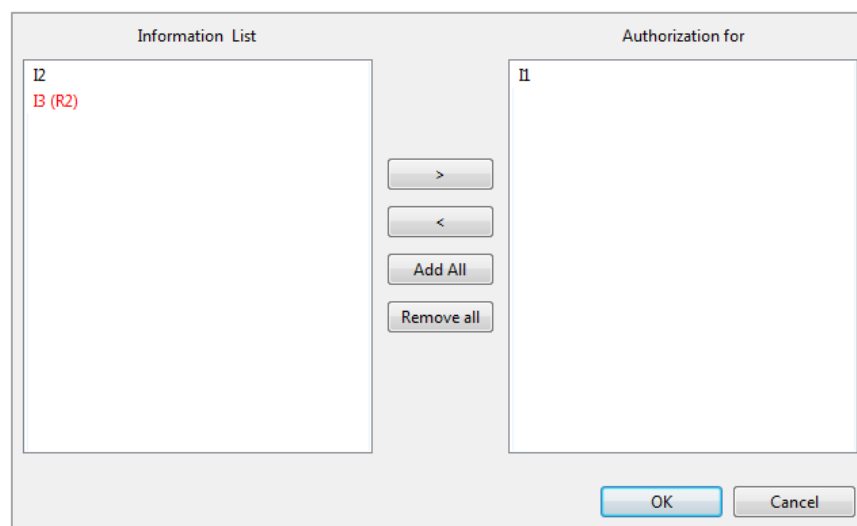 Information List
I2
I3 (R2)
>
<
Add All
Remove all
Authorization for
I1
OK
Cancel